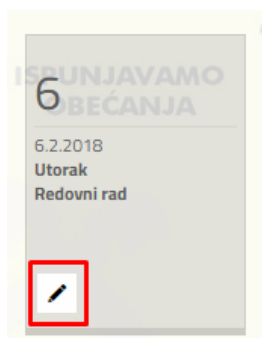 ISPUNJAVAMO
OBEĆANJA
6
6.2.2018
Utorak
Redovni rad